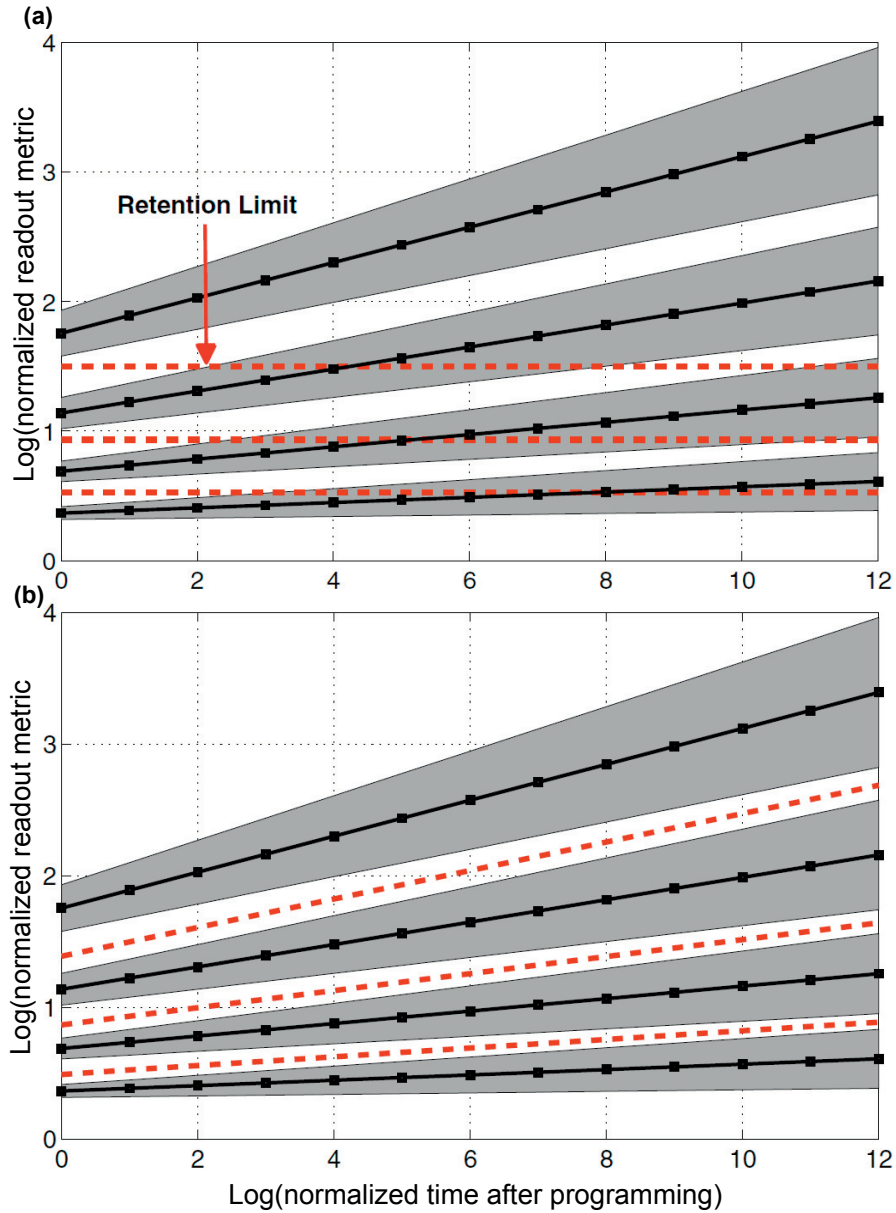 (a)
4
3
2
1
0
Log(normalized readout metric)
Retention Limit
0 2 4 6 8 10 12
(b)
4
3
2
1
0
Log(normalized readout metric)
0 2 4 6 8 10 12
Log(normalized time after programming)